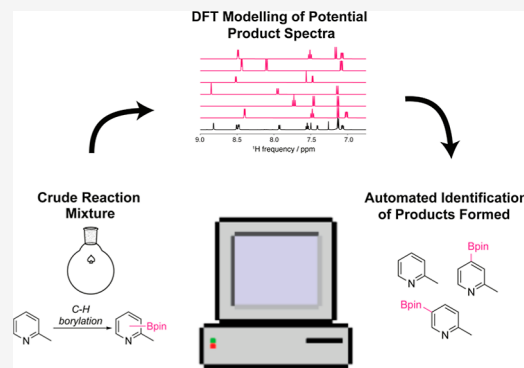 DFT Modelling of Potential
Product Spectra
9.0 8.5 8.0 7.5 7.0
¹H frequency / ppm
Crude Reaction
Mixture
C-H
borylation
N
N
Bpin
Automated Identification
of Products Formed
N
Bpin
N
Bpin
N